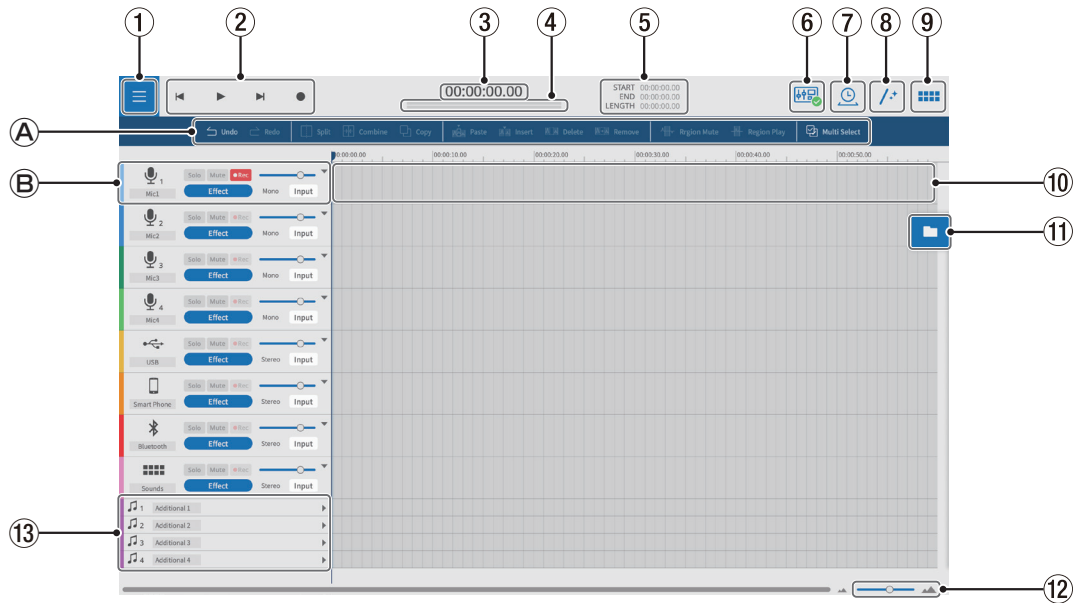 1 2 3 4 5 6 7 8 9
00:00:00.00
START 00:00:00.00
END 00:00:00.00
LENGTH 00:00:00.00
A Undo Redo Split Combine Copy Paste Insert Delete Remove Region Mute Region Play Multi Select
00:00:00.00 00:00:10.00 00:00:20.00 00:00:30.00 00:00:40.00 00:00:50.00
B 1 Solo Mute Rec 10
Mic1 Effect Mono Input
2 Solo Mute Rec 11
Mic2 Effect Mono Input
3 Solo Mute Rec
Mic3 Effect Mono Input
4 Solo Mute Rec
Mic4 Effect Mono Input
Solo Mute Rec
USB Effect Stereo Input
Solo Mute Rec
Smart Phone Effect Stereo Input
Solo Mute Rec
Bluetooth Effect Stereo Input
Solo Mute Rec
Sounds Effect Stereo Input
1 Additional 1
2 Additional 2
13
3 Additional 3
4 Additional 4
12